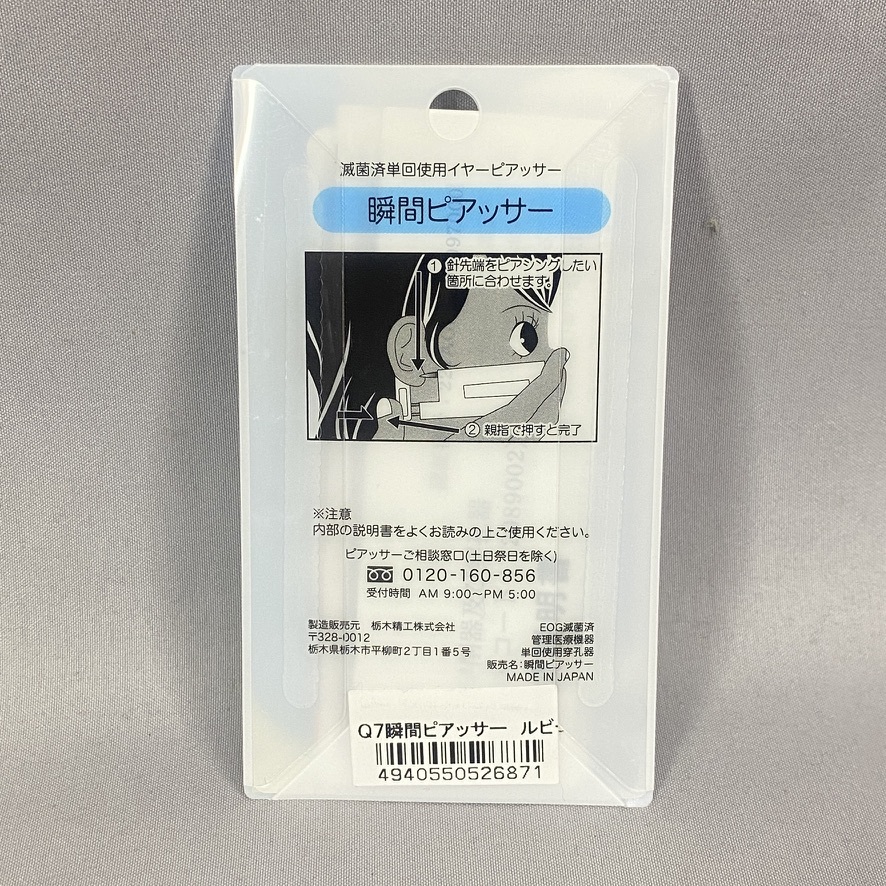 滅菌済単回使用イヤーピアッサー
瞬間ピアッサー
① 針先端をピアシングしたい
箇所に合わせます。
② 親指で押すと完了
※注意
内部の説明書をよくお読みの上ご使用ください。
ピアッサーご相談窓口(土日祭日を除く)
0120-160-856
受付時間 AM 9:00~PM 5:00
製造販売元 栃木精工株式会社
〒328-0012
栃木県栃木市平柳町2丁目1番5号
EOG滅菌済
管理医療機器
単回使用穿孔器
販売名:瞬間ピアッサー
MADE IN JAPAN
Q7瞬間ピアッサー ルビー
4940550526871